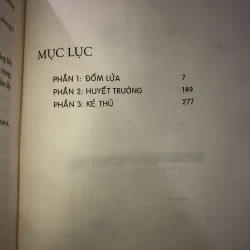 MỤC LỤC
PHẦN 1: ĐỐM LỬA 7
PHẦN 2: HUYẾT TRƯỜNG 149
PHẦN 3: KẺ THÙ 277